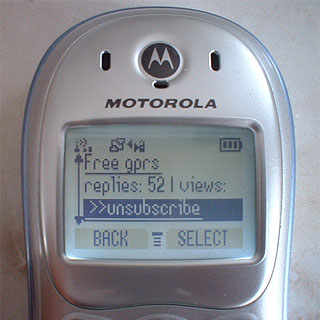 MOTOROLA
Free gprs
replies: 52 | views:
>>unsubscribe
BACK SELECT